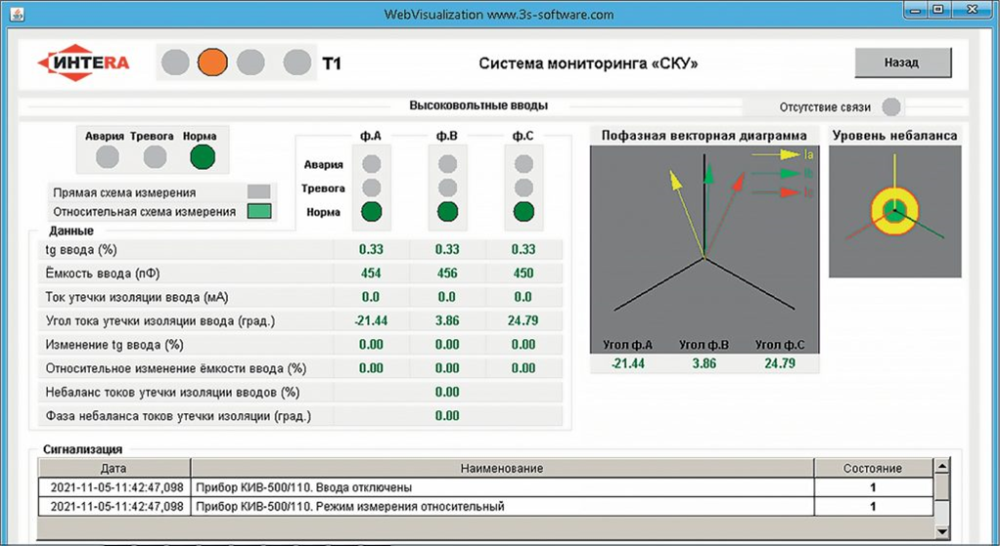 WebVisualization www.3s-software.com
ИНТЕRА
T1
Система мониторинга «СКУ»
Назад
Высоковольтные вводы
Отсутствие связи
Авария Тревога Норма
ф.А ф.В ф.С
Авария
Тревога
Норма
Прямая схема измерения
Относительная схема измерения
Данные
tg ввода (%) 0.33 0.33 0.33
Ёмкость ввода (пФ) 454 456 450
Ток утечки изоляции ввода (мА) 0.0 0.0 0.0
Угол тока утечки изоляции ввода (град.) -21.44 3.86 24.79
Изменение tg ввода (%) 0.00 0.00 0.00
Относительное изменение ёмкости ввода (%) 0.00 0.00 0.00
Небаланс токов утечки изоляции вводов (%) 0.00
Фаза небаланса токов утечки изоляции (град.) 0.00
Пофазная векторная диаграмма
Ia
Ic
Угол ф.А Угол ф.В Угол ф.С
-21.44 3.86 24.79
Уровень небаланса
Сигнализация
Дата Наименование Состояние
2021-11-05-11:42:47,098 Прибор КИВ-500/110. Ввода отключены 1
2021-11-05-11:42:47,098 Прибор КИВ-500/110. Режим измерения относительный 1